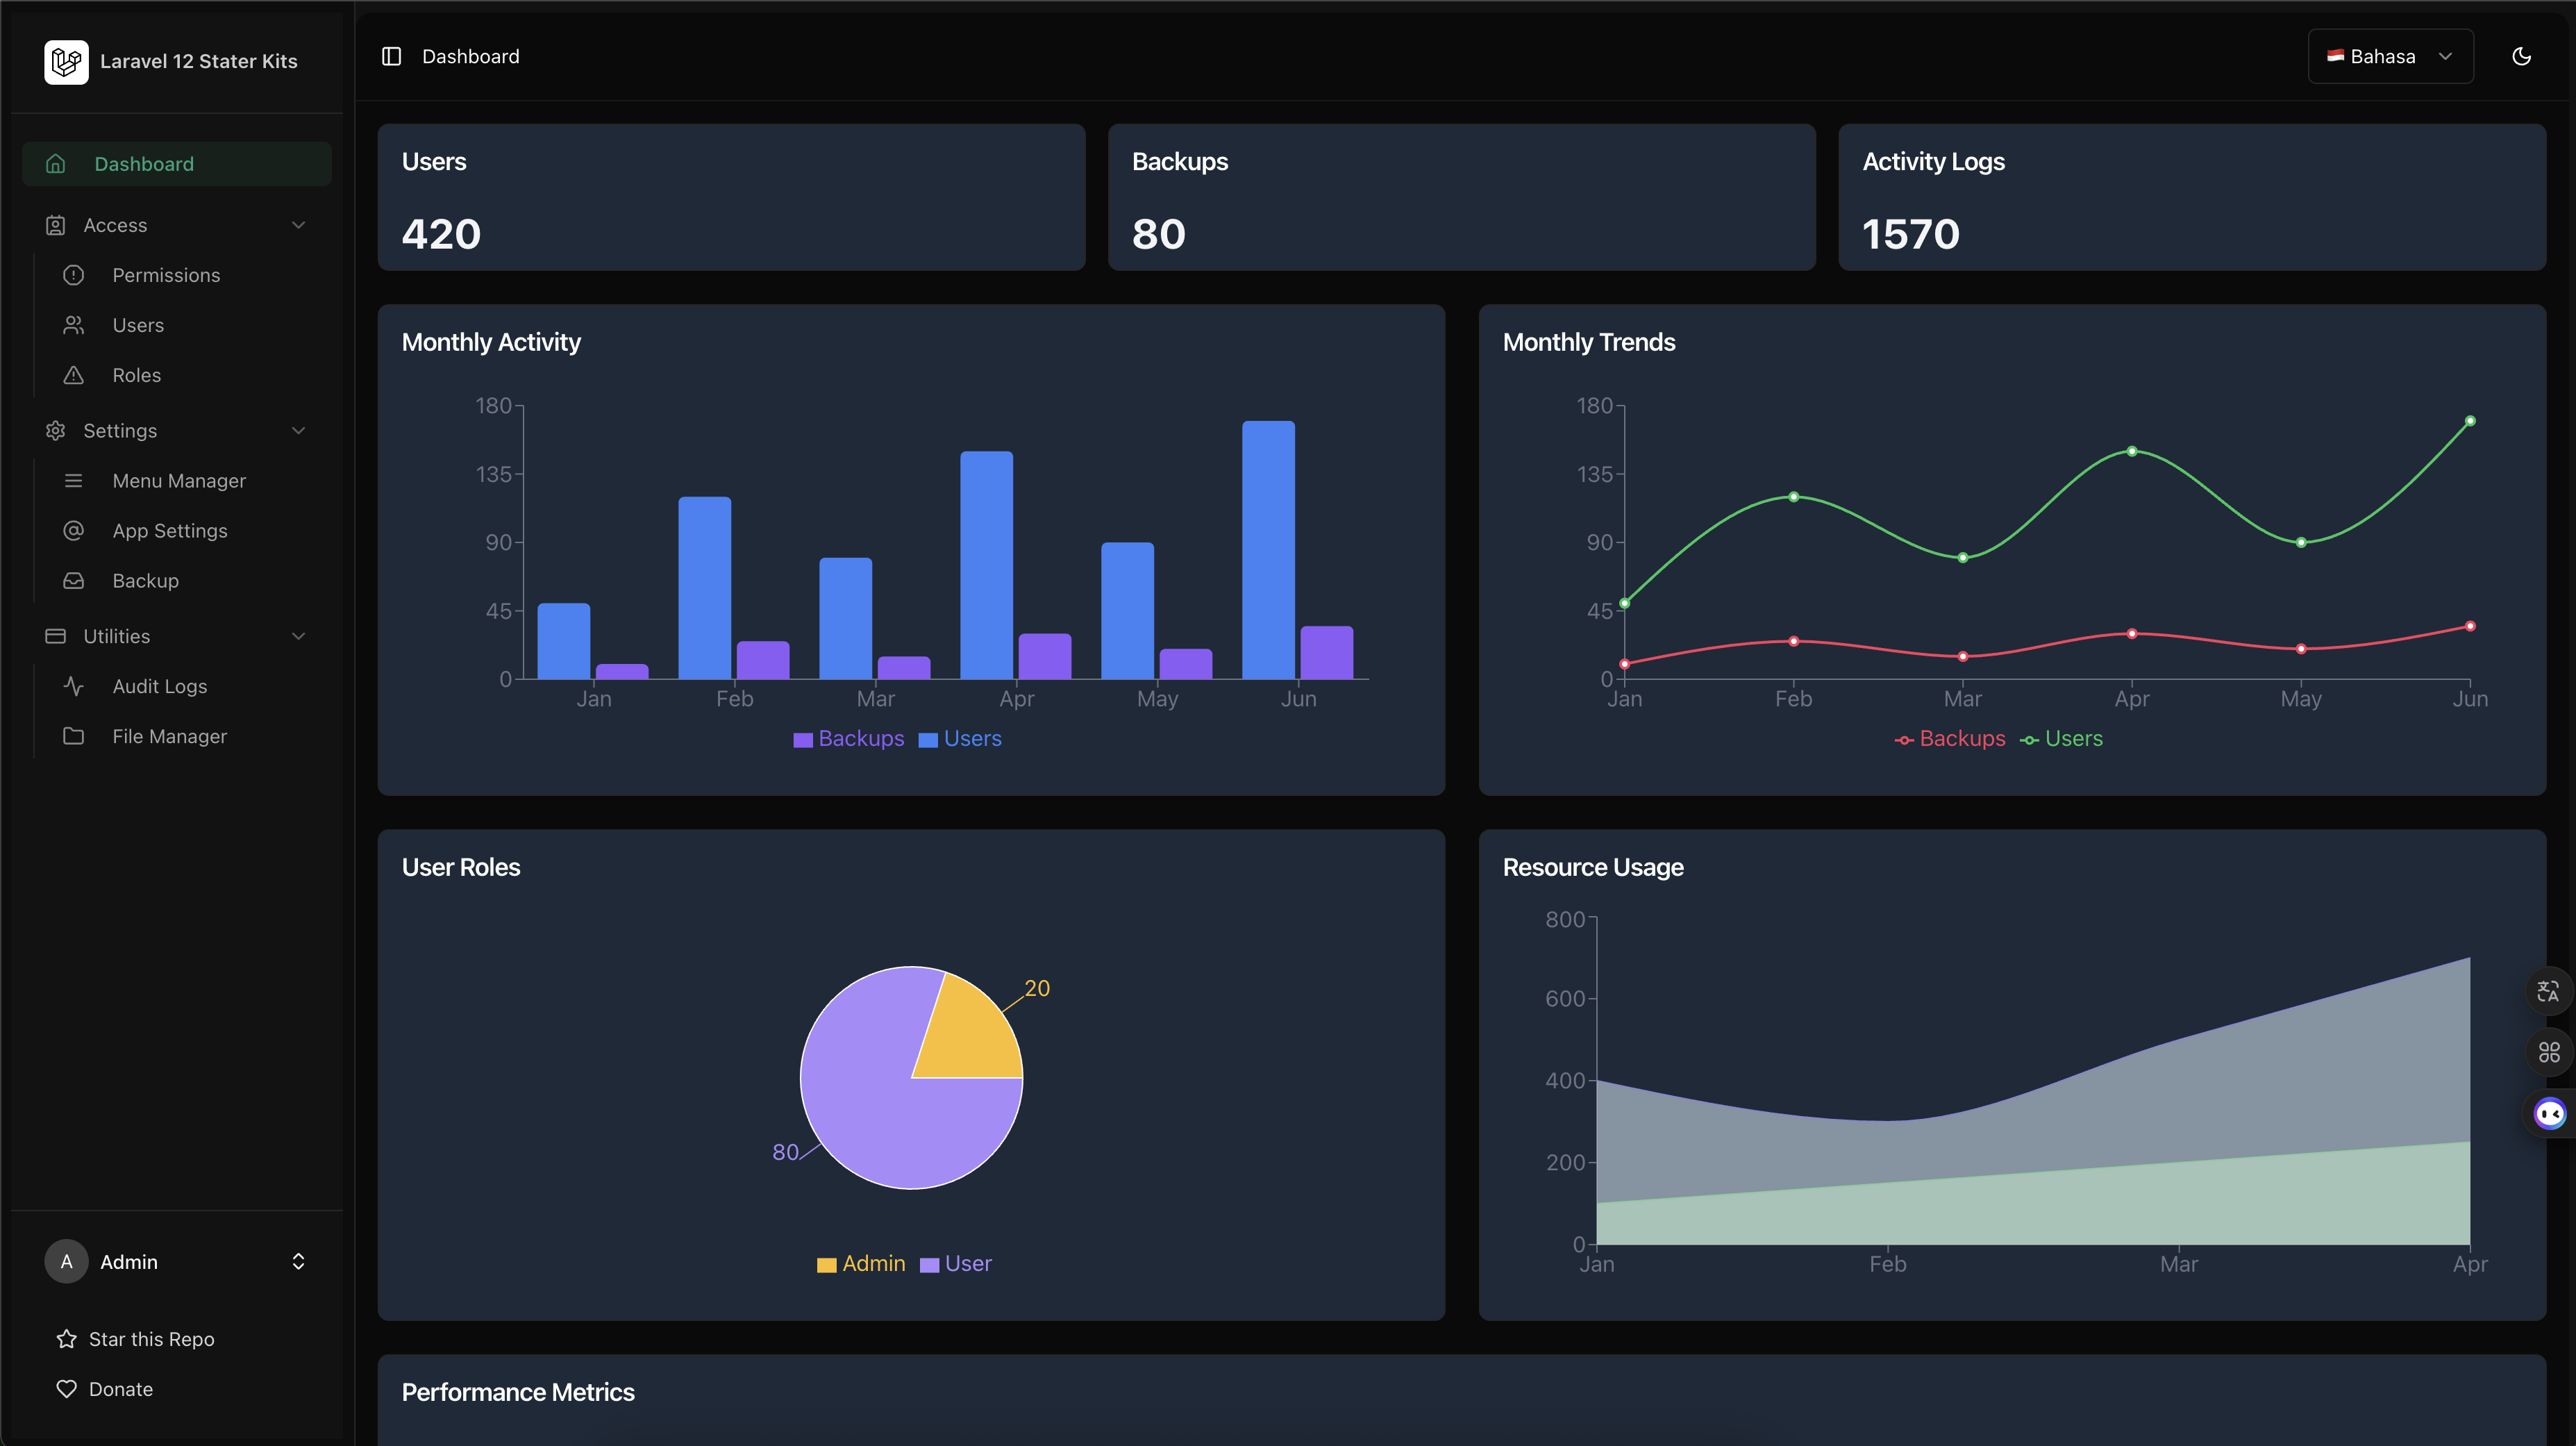 Laravel 12 Stater Kits
Dashboard
Access
Permissions
Users
Roles
Settings
Menu Manager
App Settings
Backup
Utilities
Audit Logs
File Manager
A Admin
Star this Repo
Donate
Dashboard
🇮🇩 Bahasa
Users
420
Backups
80
Activity Logs
1570
Monthly Activity
180
135
90
45
0
Jan Feb Mar Apr May Jun
Backups Users
Monthly Trends
180
135
90
45
0
Jan Feb Mar Apr May Jun
Backups Users
User Roles
20
80
Admin User
Resource Usage
800
600
400
200
0
Jan Feb Mar Apr
Performance Metrics